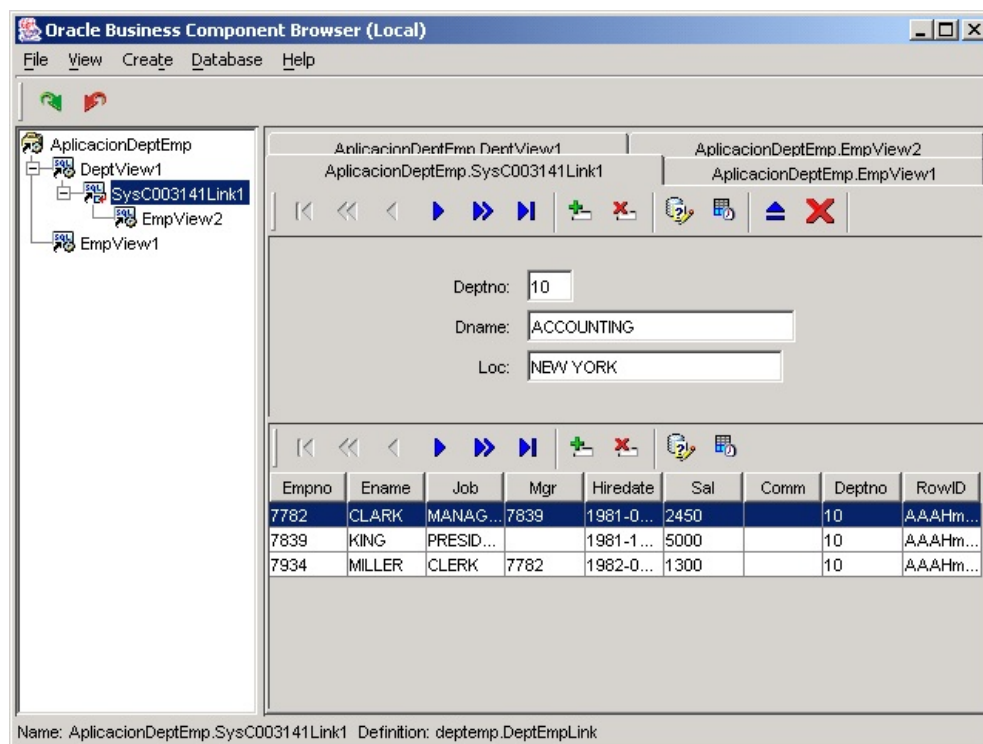 Oracle Business Component Browser (Local)
File View Create Database Help
AplicacionDeptEmp
DeptView1
SysC003141Link1
EmpView2
EmpView1
AplicacionDeptEmp.DeptView1 AplicacionDeptEmp.EmpView2
AplicacionDeptEmp.SysC003141Link1 AplicacionDeptEmp.EmpView1
Deptno: 10
Dname: ACCOUNTING
Loc: NEW YORK
Empno Ename Job Mgr Hiredate Sal Comm Deptno RowID
7782 CLARK MANAG... 7839 1981-0... 2450 10 AAAHm...
7839 KING PRESID... 1981-1... 5000 10 AAAHm...
7934 MILLER CLERK 7782 1982-0... 1300 10 AAAHm...
Name: AplicacionDeptEmp.SysC003141Link1 Definition: deptemp.DeptEmpLink